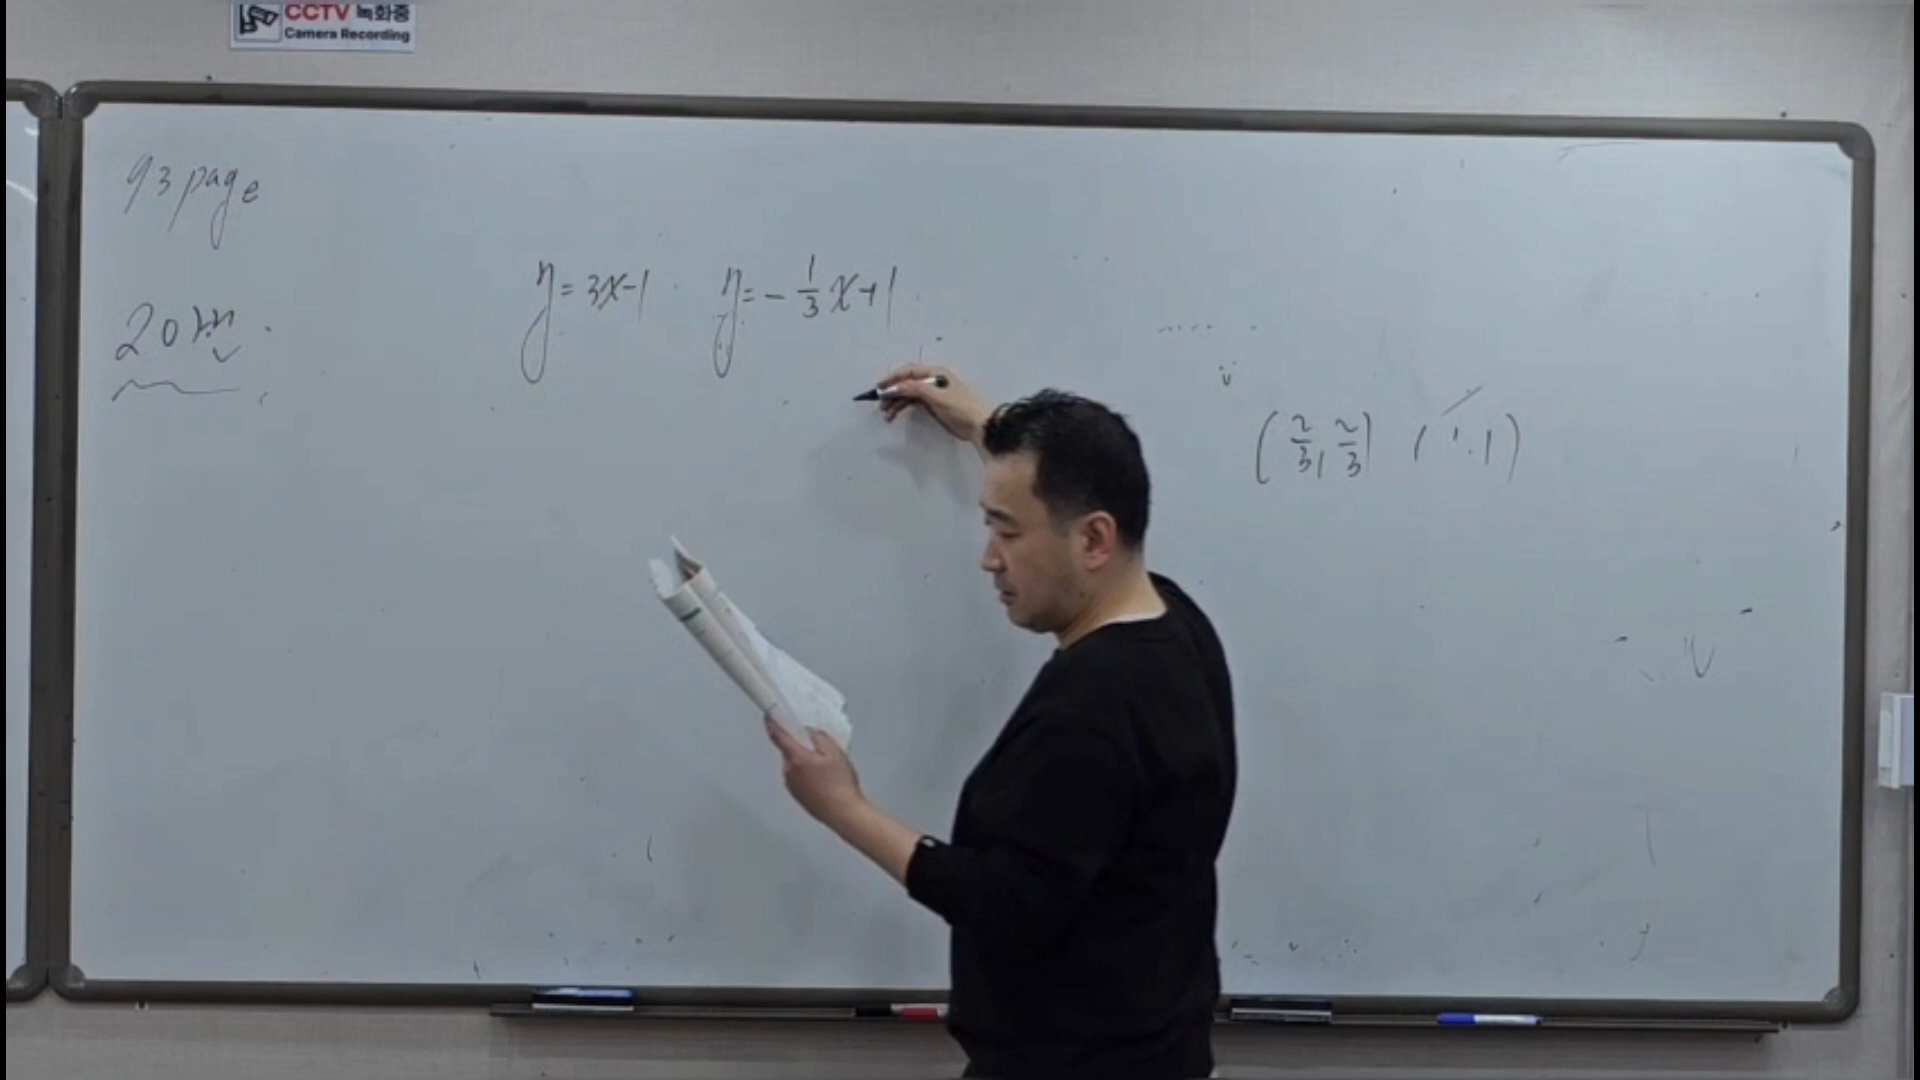 CCTV 녹화중
Camera Recording
93 page
20번.
y = 3x-1 y = - 1/3 x+1
(2/3, 2/3) (1, 1)